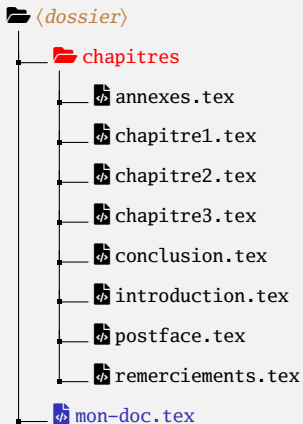 ⟨dossier⟩
chapitres
annexes.tex
chapitre1.tex
chapitre2.tex
chapitre3.tex
conclusion.tex
introduction.tex
postface.tex
remerciements.tex
mon-doc.tex